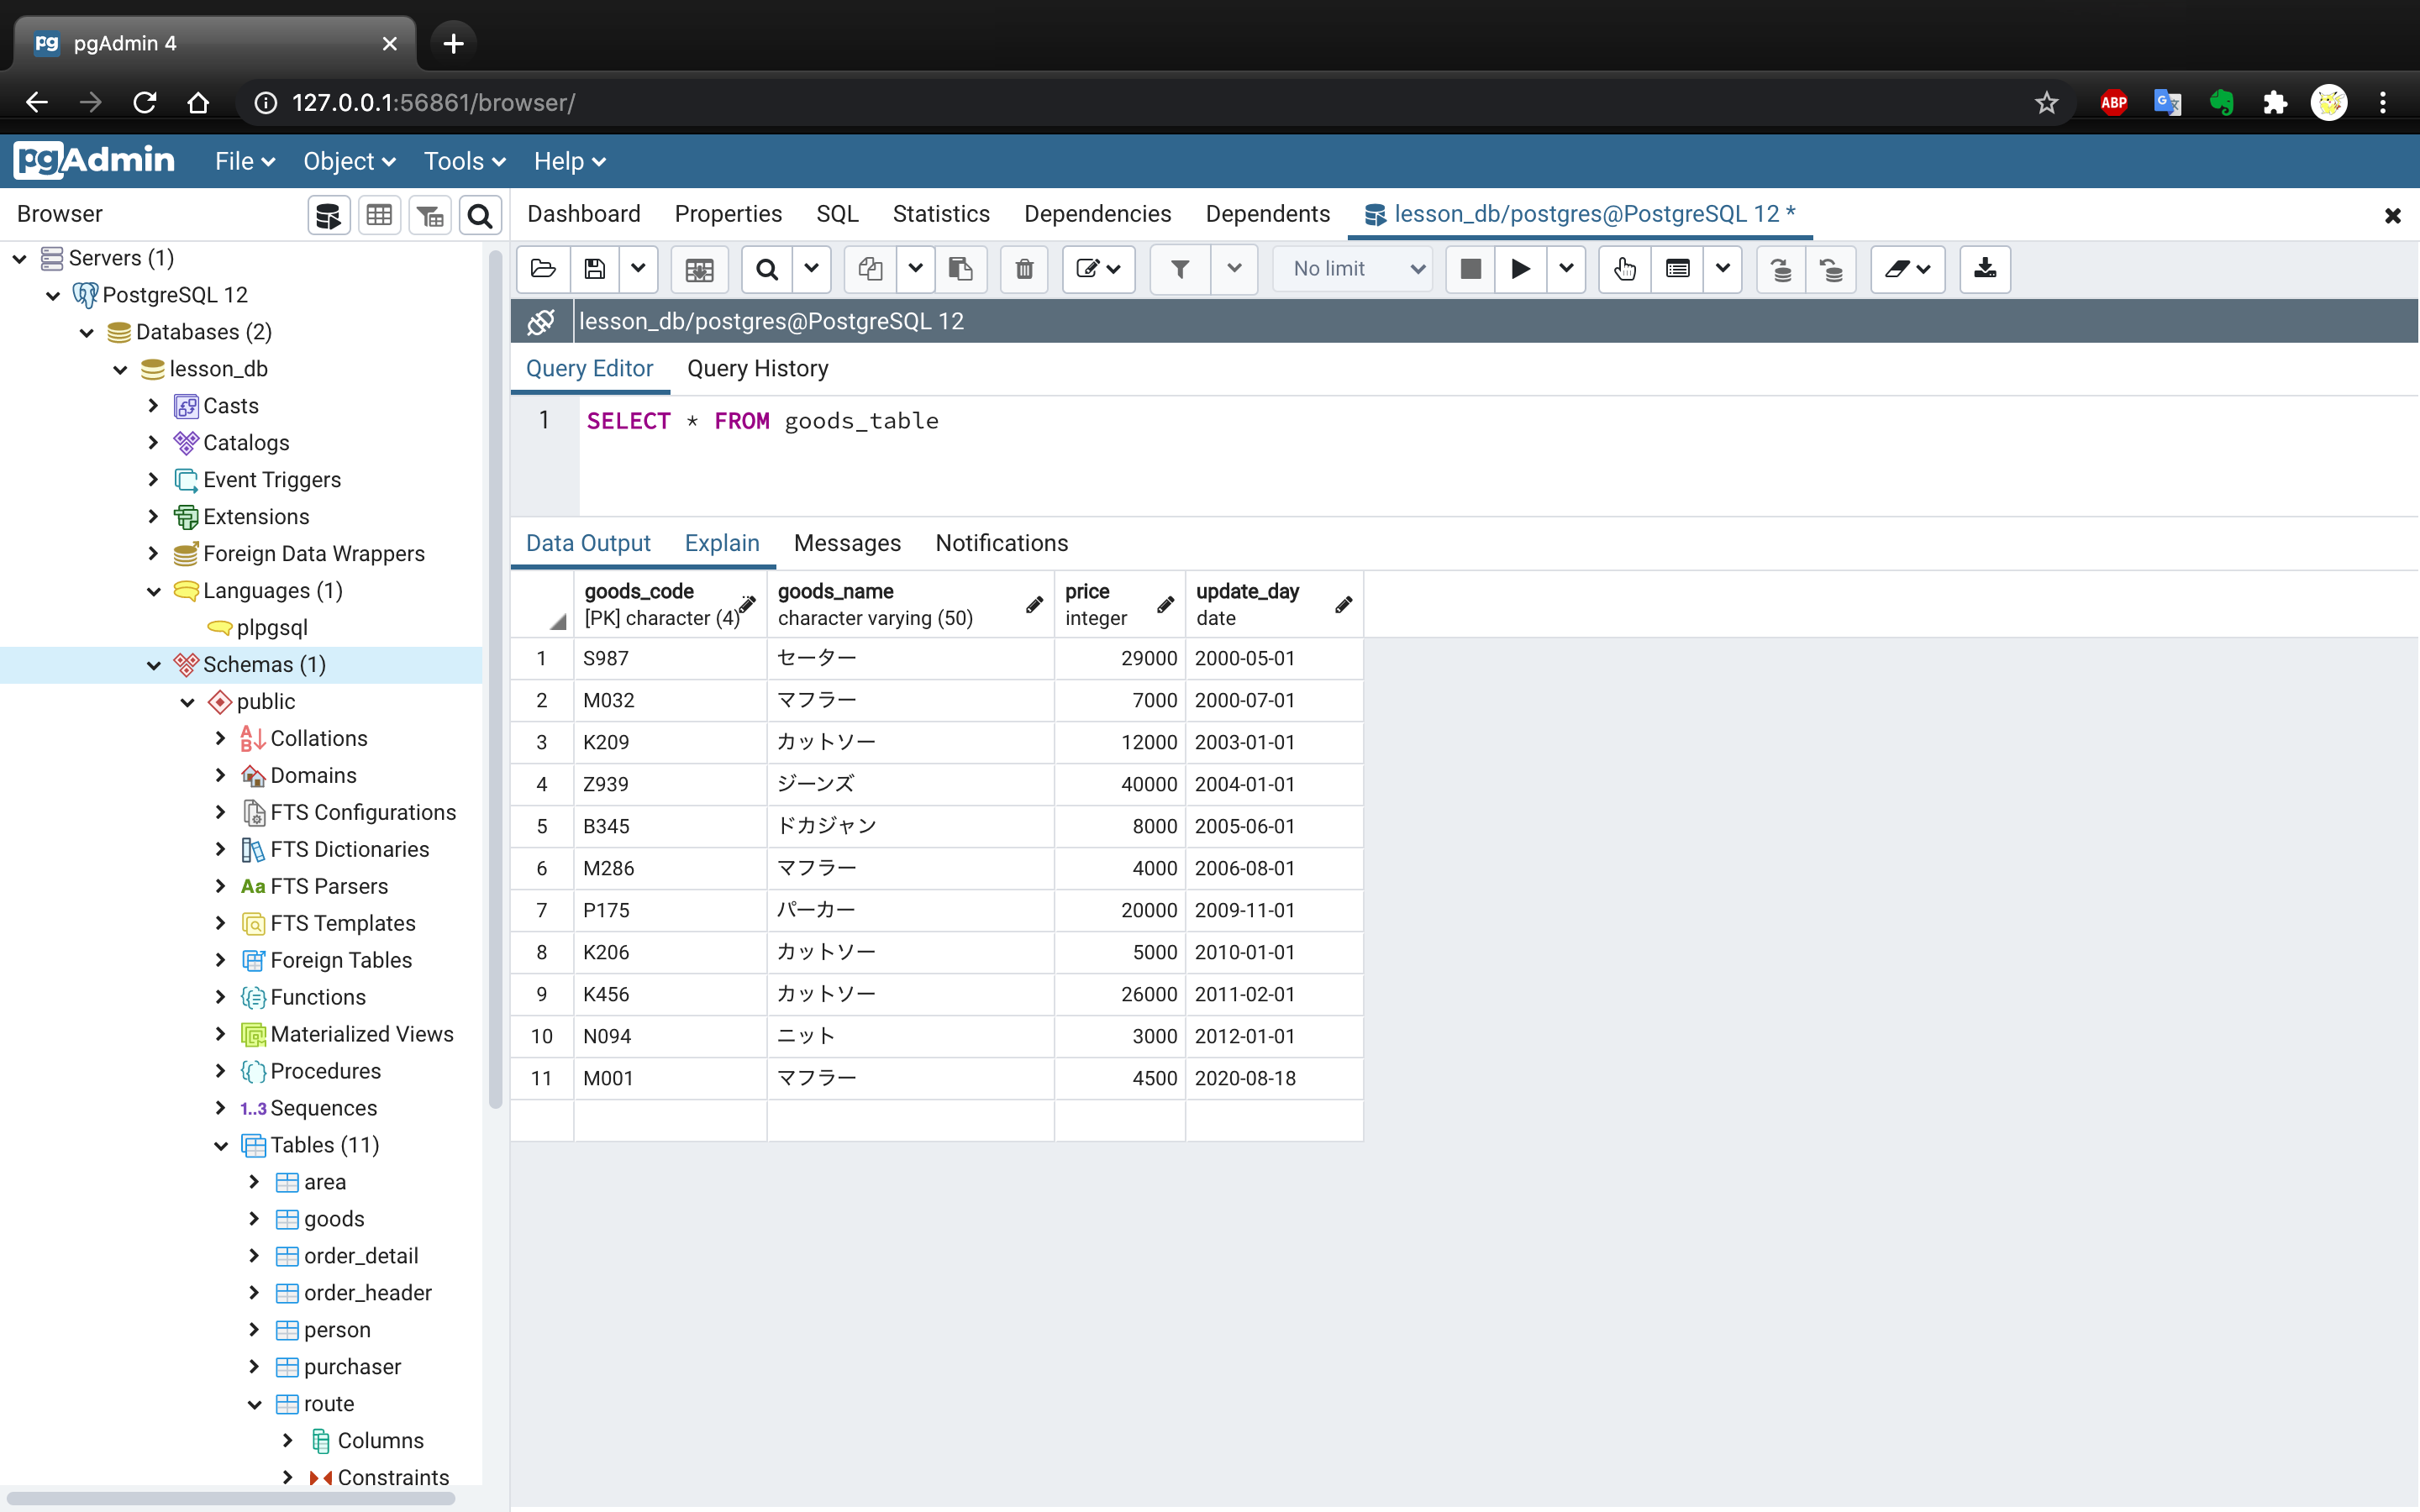 pgAdmin 4
127.0.0.1:56861/browser/
ABP
pgAdmin File Object Tools Help
Browser
Dashboard Properties SQL Statistics Dependencies Dependents lesson_db/postgres@PostgreSQL 12 *
No limit
lesson_db/postgres@PostgreSQL 12
Query Editor Query History
1 SELECT * FROM goods_table
Data Output Explain Messages Notifications
goods_code goods_name price update_day
[PK] character (4) character varying (50) integer date
1 S987 セーター 29000 2000-05-01
2 M032 マフラー 7000 2000-07-01
3 K209 カットソー 12000 2003-01-01
4 Z939 ジーンズ 40000 2004-01-01
5 B345 ドカジャン 8000 2005-06-01
6 M286 マフラー 4000 2006-08-01
7 P175 パーカー 20000 2009-11-01
8 K206 カットソー 5000 2010-01-01
9 K456 カットソー 26000 2011-02-01
10 N094 ニット 3000 2012-01-01
11 M001 マフラー 4500 2020-08-18
Servers (1)
PostgreSQL 12
Databases (2)
lesson_db
Casts
Catalogs
Event Triggers
Extensions
Foreign Data Wrappers
Languages (1)
plpgsql
Schemas (1)
public
Collations
Domains
FTS Configurations
FTS Dictionaries
Aa FTS Parsers
FTS Templates
Foreign Tables
Functions
Materialized Views
Procedures
1..3 Sequences
Tables (11)
area
goods
order_detail
order_header
person
purchaser
route
Columns
Constraints